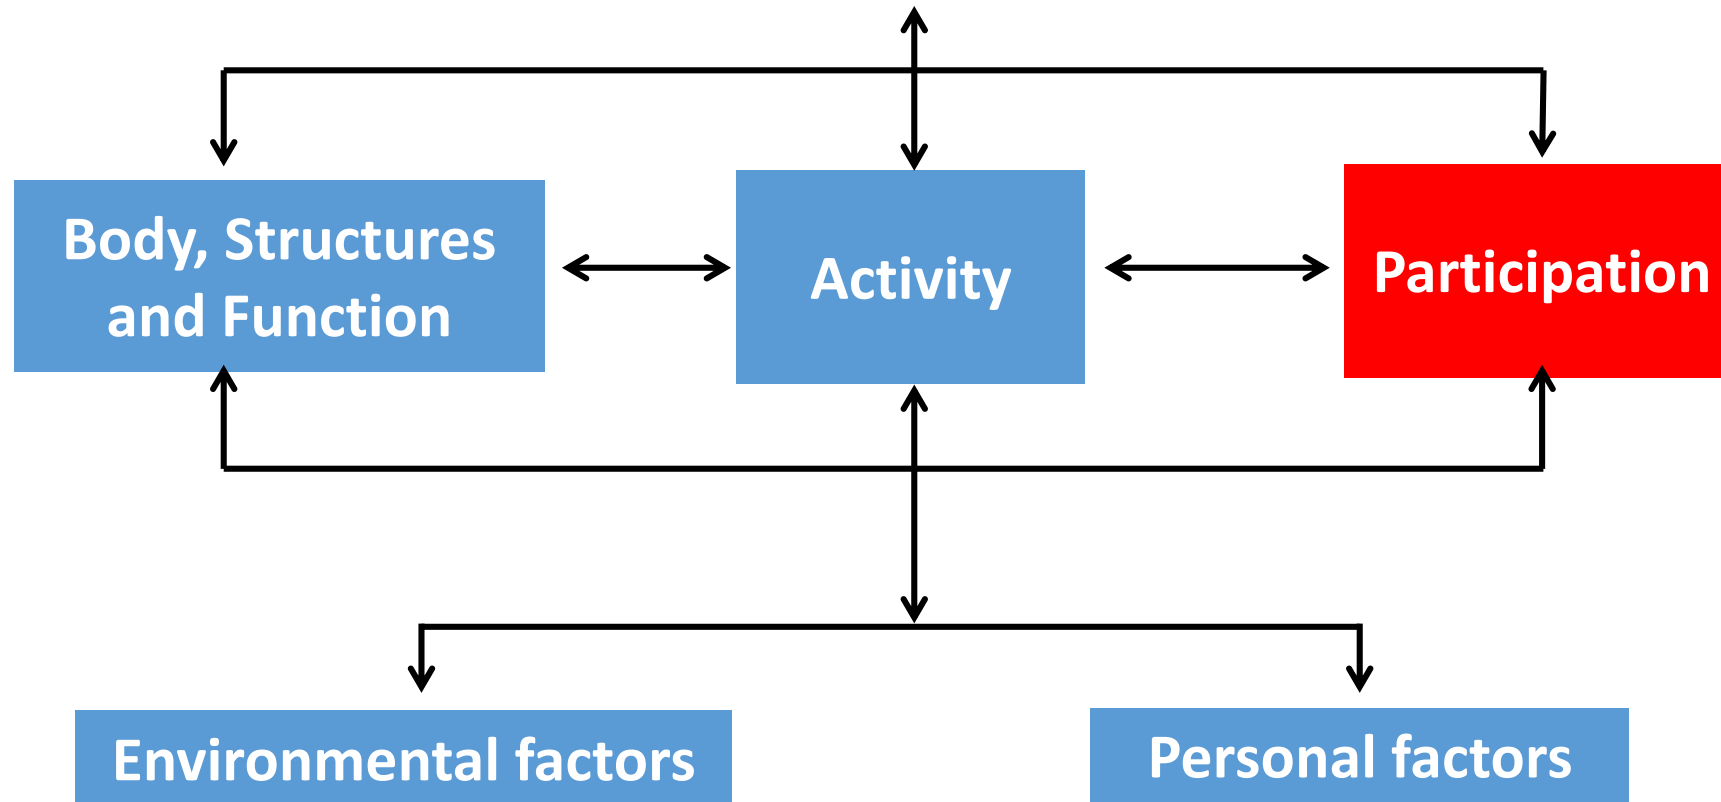 Body, Structures
and Function
Activity
Participation
Environmental factors
Personal factors